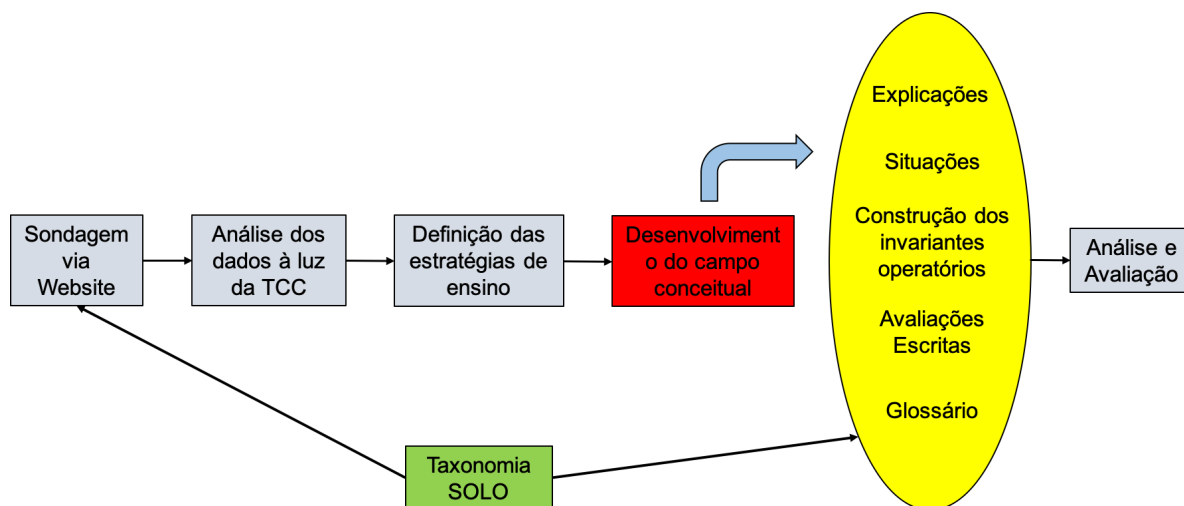 Sondagem
via
Website
Análise dos
dados à luz
da TCC
Definição das
estratégias de
ensino
Desenvolviment
o do campo
conceitual
Explicações
Situações
Construção dos
invariantes
operatórios
Avaliações
Escritas
Glossário
Análise e
Avaliação
Taxonomia
SOLO